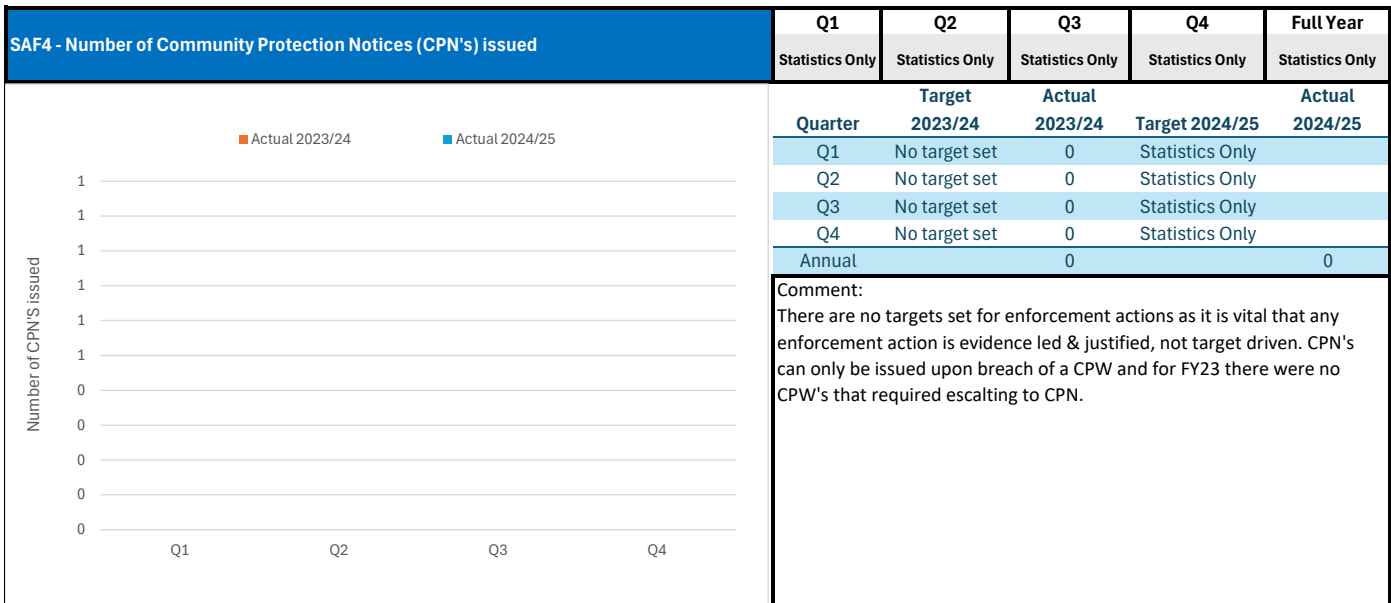 SAF4 - Number of Community Protection Notices (CPN's) issued
Q1 Q2 Q3 Q4 Full Year
Statistics Only Statistics Only Statistics Only Statistics Only Statistics Only
Actual 2023/24 Actual 2024/25
Number of CPN'S issued
1
1
1
1
1
1
0
0
0
0
0
Q1 Q2 Q3 Q4
Target Actual Actual
Quarter 2023/24 2023/24 Target 2024/25 2024/25
Q1 No target set 0 Statistics Only
Q2 No target set 0 Statistics Only
Q3 No target set 0 Statistics Only
Q4 No target set 0 Statistics Only
Annual 0 0
Comment:
There are no targets set for enforcement actions as it is vital that any
enforcement action is evidence led & justified, not target driven. CPN's
can only be issued upon breach of a CPW and for FY23 there were no
CPW's that required escalting to CPN.